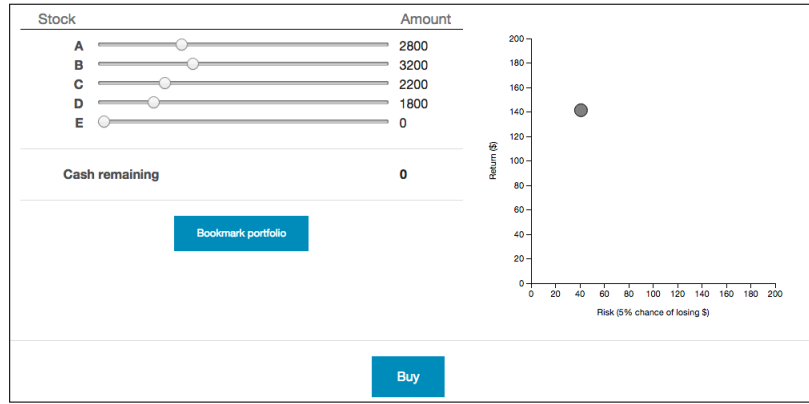 Stock Amount
A 2800
B 3200
C 2200
D 1800
E 0
Cash remaining 0
Bookmark portfolio
200
180
160
140
120
100
80
60
40
20
0
Return ($)
0 20 40 60 80 100 120 140 160 180 200
Risk (5% chance of losing $)
Buy